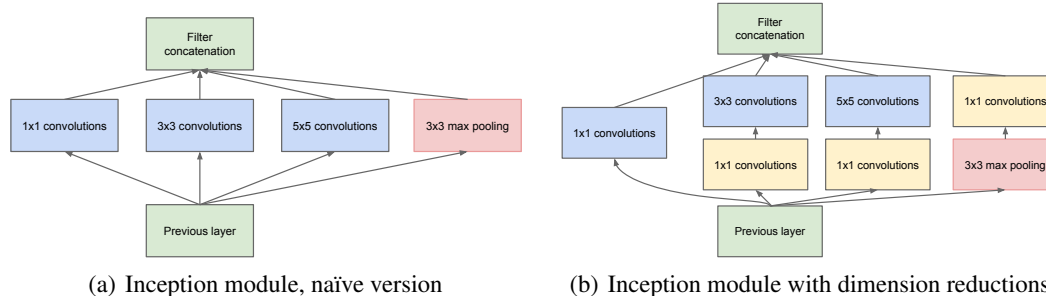 Filter
concatenation
1x1 convolutions
3x3 convolutions
5x5 convolutions
3x3 max pooling
Previous layer
(a) Inception module, naïve version
Filter
concatenation
3x3 convolutions
5x5 convolutions
1x1 convolutions
1x1 convolutions
1x1 convolutions
1x1 convolutions
3x3 max pooling
Previous layer
(b) Inception module with dimension reductions